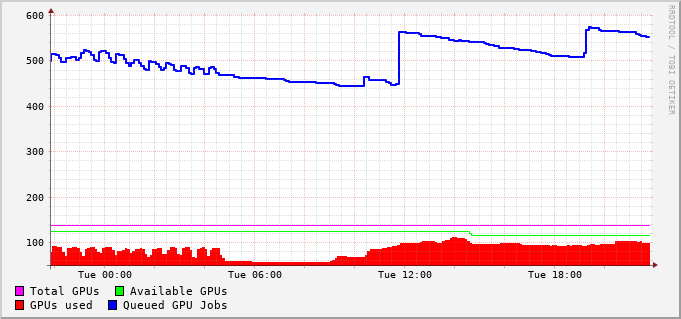 600
500
400
300
200
100
Tue 00:00 Tue 06:00 Tue 12:00 Tue 18:00
RRDTOOL / TOBI OETIKER
Total GPUs Available GPUs
GPUs used Queued GPU Jobs